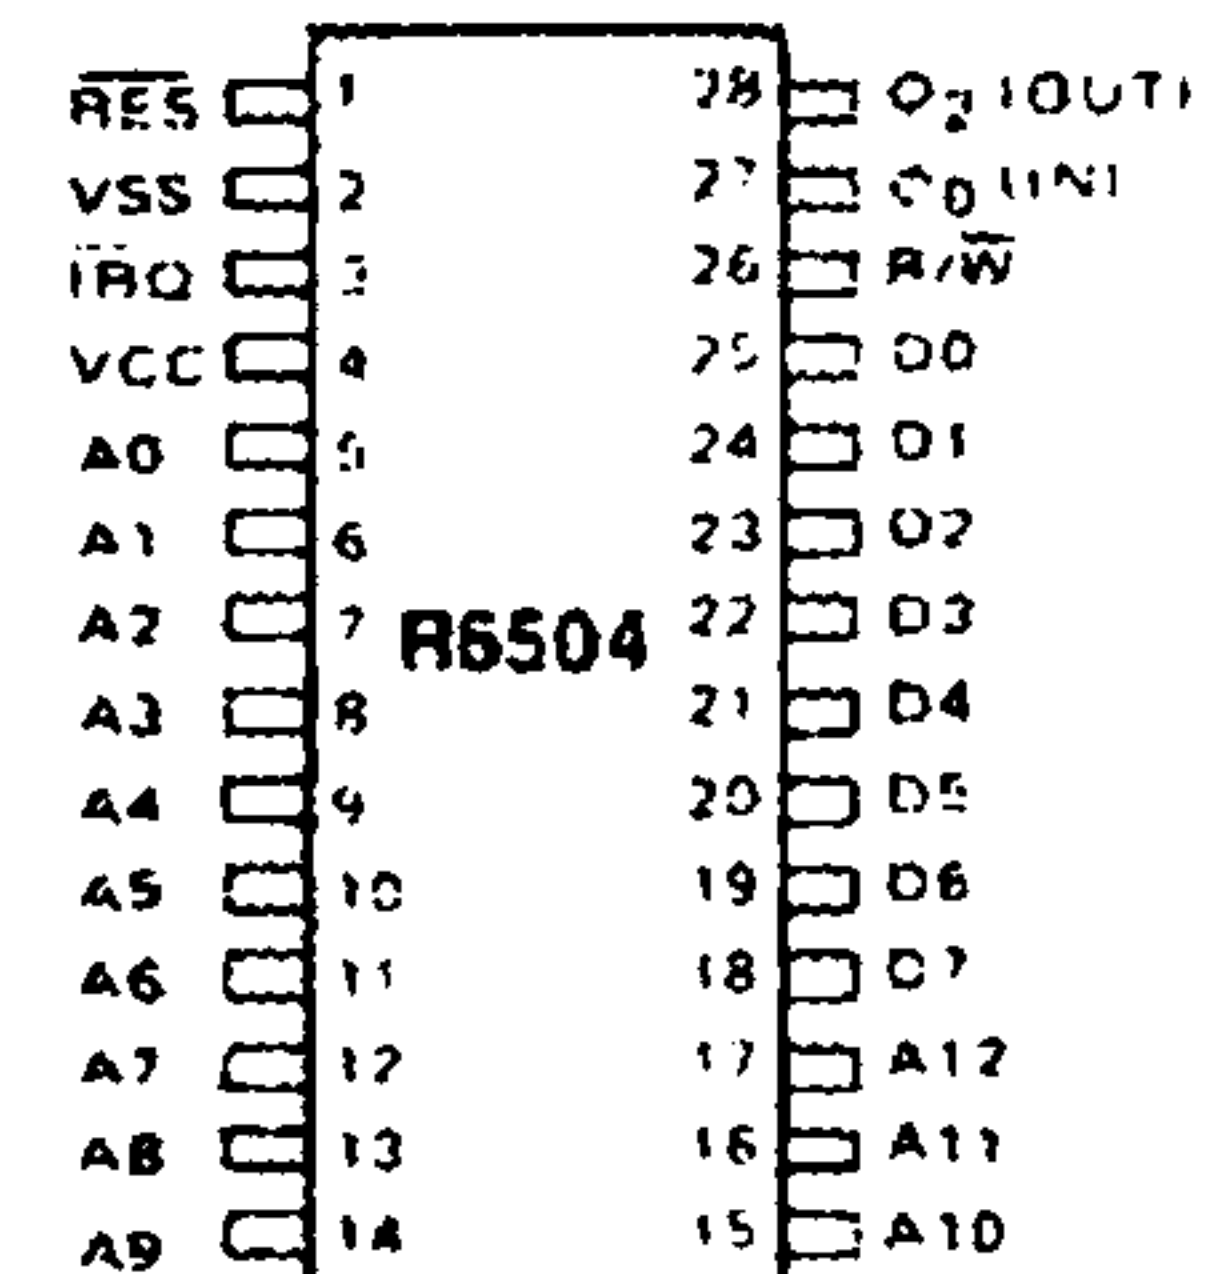 RES 1 28 Ø2 (OUT)
VSS 2 27 Ø0 (IN)
IRQ 3 26 R/W
VCC 4 25 D0
A0 5 24 D1
A1 6 23 D2
A2 7 R6504 22 D3
A3 8 21 D4
A4 9 20 D5
A5 10 19 D6
A6 11 18 D7
A7 12 17 A12
A8 13 16 A11
A9 14 15 A10